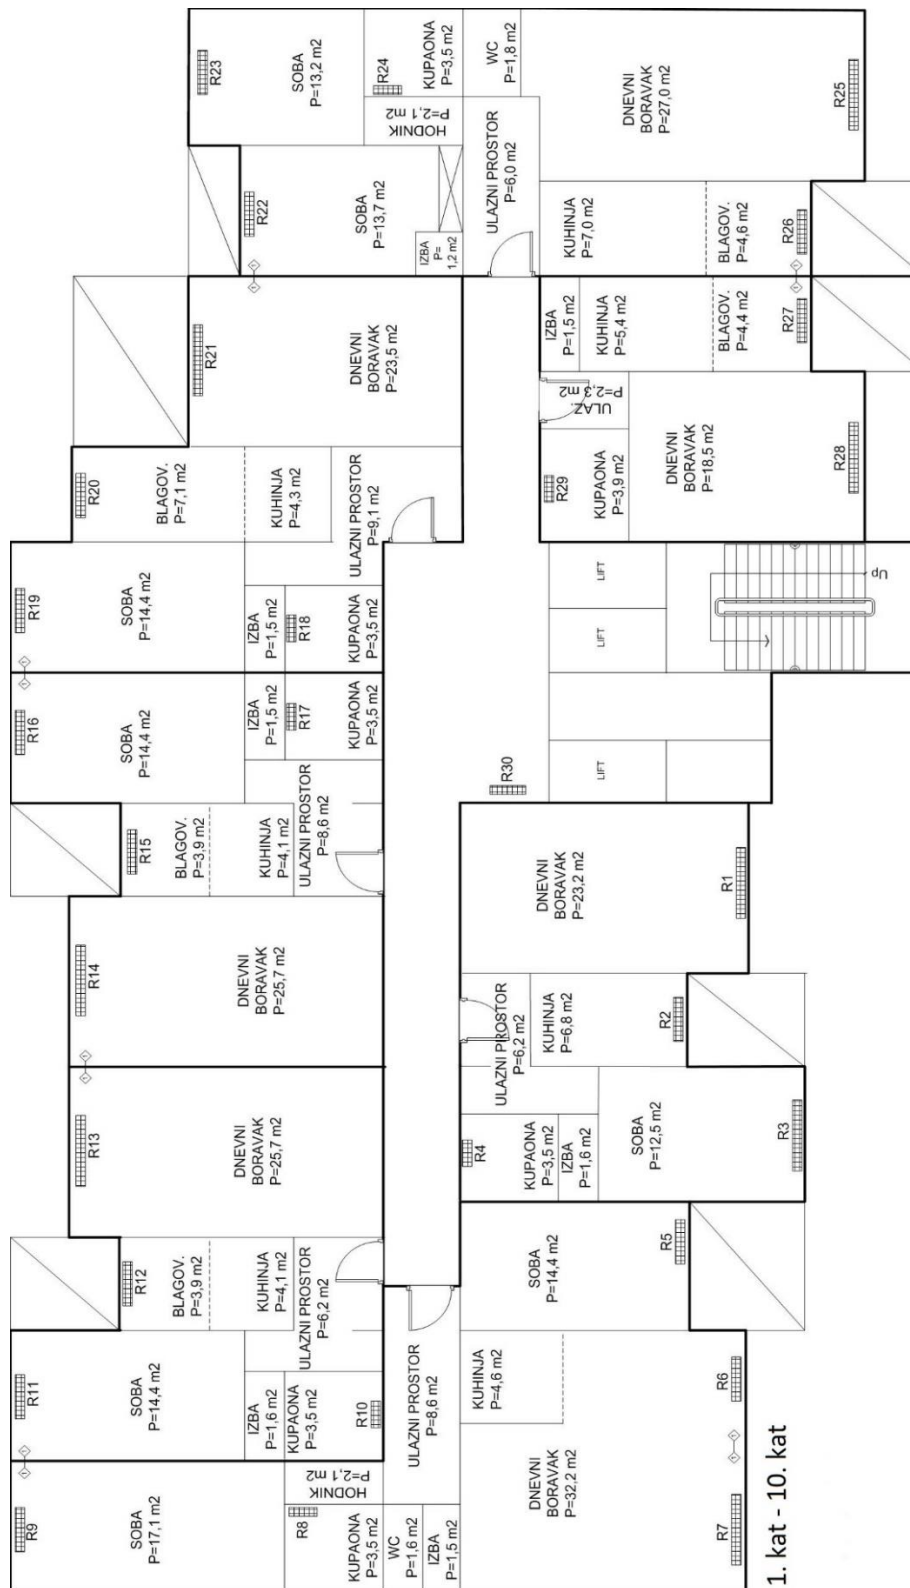 R23
SOBA
P=13,2 m2
R24
KUPAONA
P=3,5 m2
WC
P=1,8 m2
DNEVNI
BORAVAK
P=27,0 m2
R25
HODNIK
P=2,1 m2
ULAZNI PROSTOR
P=6,0 m2
R22
SOBA
P=13,7 m2
IZBA
P=
1,2 m2
KUHINJA
P=7,0 m2
BLAGOV.
P=4,6 m2
R26
R21
DNEVNI
BORAVAK
P=23,5 m2
IZBA
P=1,5 m2
KUHINJA
P=5,4 m2
BLAGOV.
P=4,4 m2
R27
ULAZ.
P=2,3 m2
R20
BLAGOV.
P=7,1 m2
KUHINJA
P=4,3 m2
ULAZNI PROSTOR
P=9,1 m2
R29
KUPAONA
P=3,9 m2
DNEVNI
BORAVAK
P=18,5 m2
R28
R19
SOBA
P=14,4 m2
IZBA
P=1,5 m2
R18
KUPAONA
P=3,5 m2
LIFT
LIFT
Up
R16
SOBA
P=14,4 m2
IZBA
P=1,5 m2
R17
KUPAONA
P=3,5 m2
R30
LIFT
R15
BLAGOV.
P=3,9 m2
KUHINJA
P=4,1 m2
ULAZNI PROSTOR
P=8,6 m2
DNEVNI
BORAVAK
P=23,2 m2
R1
R14
DNEVNI
BORAVAK
P=25,7 m2
ULAZNI PROSTOR
P=6,2 m2
KUHINJA
P=6,8 m2
R2
R13
DNEVNI
BORAVAK
P=25,7 m2
R4
KUPAONA
P=3,5 m2
IZBA
P=1,6 m2
SOBA
P=12,5 m2
R3
R12
BLAGOV.
P=3,9 m2
KUHINJA
P=4,1 m2
ULAZNI PROSTOR
P=6,2 m2
SOBA
P=14,4 m2
R5
R11
SOBA
P=14,4 m2
IZBA
P=1,6 m2
KUPAONA
P=3,5 m2
R10
ULAZNI PROSTOR
P=8,6 m2
KUHINJA
P=4,6 m2
R6
R9
SOBA
P=17,1 m2
HODNIK
P=2,1 m2
R8
KUPAONA
P=3,5 m2
WC
P=1,6 m2
IZBA
P=1,5 m2
DNEVNI
BORAVAK
P=32,2 m2
R7
1. kat - 10. kat